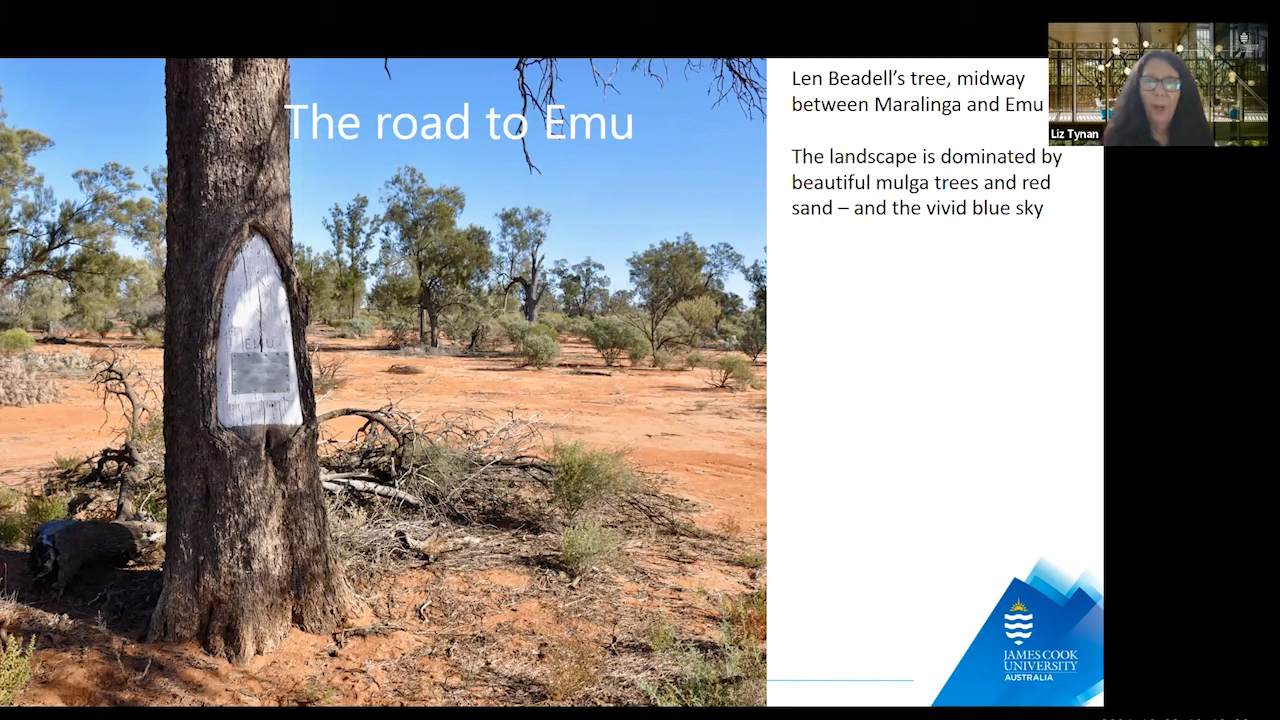 The road to Emu
EMU
Len Beadell's tree, midway
between Maralinga and Emu
The landscape is dominated by
beautiful mulga trees and red
sand – and the vivid blue sky
Liz Tynan
JAMES COOK
UNIVERSITY
AUSTRALIA